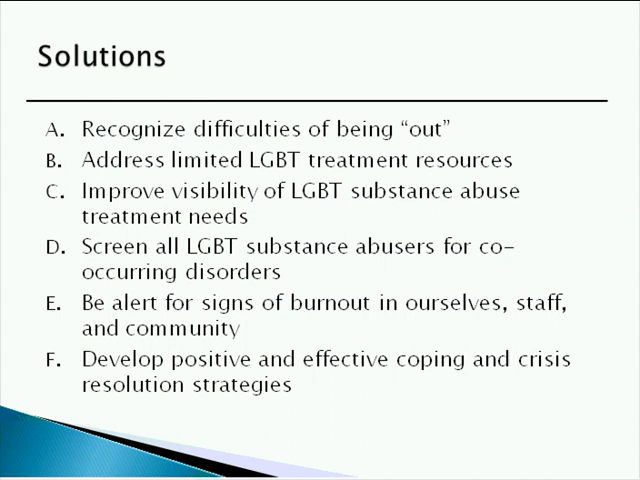 Solutions
A. Recognize difficulties of being “out”
B. Address limited LGBT treatment resources
C. Improve visibility of LGBT substance abuse
treatment needs
D. Screen all LGBT substance abusers for co-
occurring disorders
E. Be alert for signs of burnout in ourselves, staff,
and community
F. Develop positive and effective coping and crisis
resolution strategies